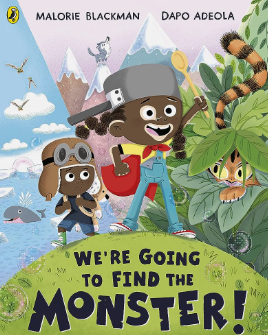 MALORIE BLACKMAN DAPO ADEOLA
WE'RE GOING
TO FIND THE
MONSTER!